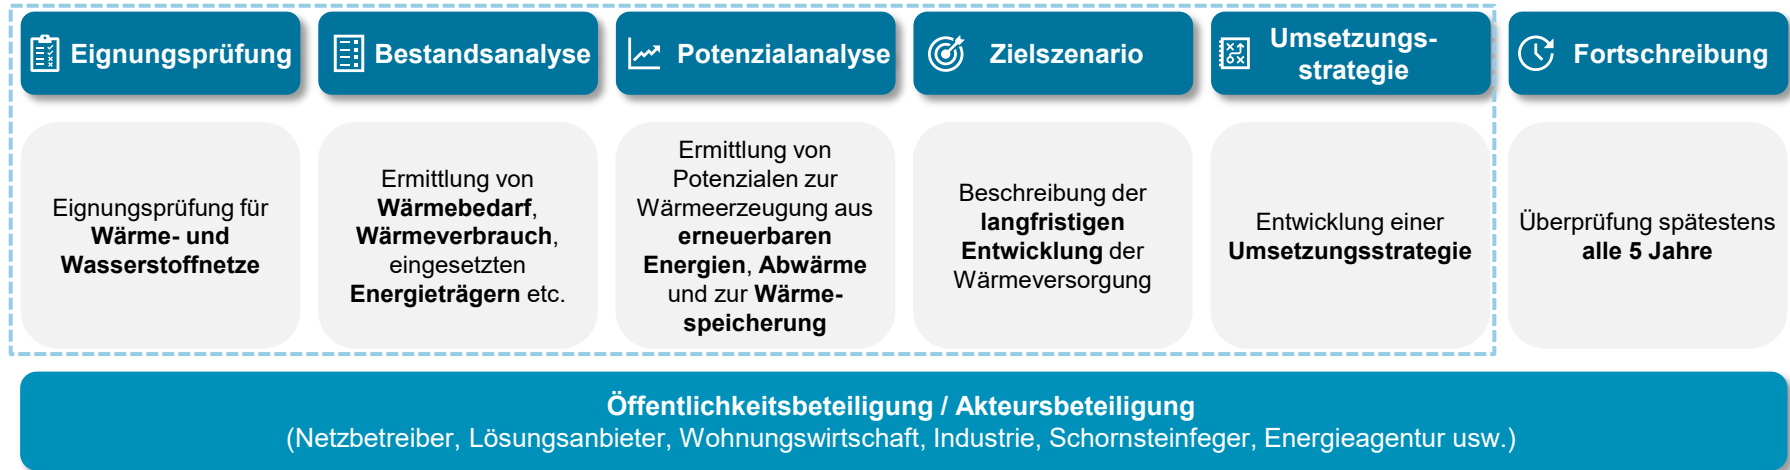 Eignungsprüfung
Bestandsanalyse
Potenzialanalyse
Zielszenario
Umsetzungs-
strategie
Fortschreibung
Eignungsprüfung für
Wärme- und
Wasserstoffnetze
Ermittlung von
Wärmebedarf,
Wärmeverbrauch,
eingesetzten
Energieträgern etc.
Ermittlung von
Potenzialen zur
Wärmeerzeugung aus
erneuerbaren
Energien, Abwärme
und zur Wärme-
speicherung
Beschreibung der
langfristigen
Entwicklung der
Wärmeversorgung
Entwicklung einer
Umsetzungsstrategie
Überprüfung spätestens
alle 5 Jahre
Öffentlichkeitsbeteiligung / Akteursbeteiligung
(Netzbetreiber, Lösungsanbieter, Wohnungswirtschaft, Industrie, Schornsteinfeger, Energieagentur usw.)